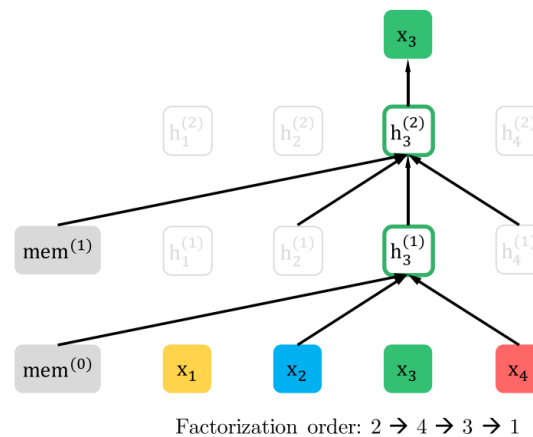 x₃
h₁⁽²⁾ h₂⁽²⁾ h₃⁽²⁾ h₄⁽²⁾
mem⁽¹⁾ h₁⁽¹⁾ h₂⁽¹⁾ h₃⁽¹⁾ h₄⁽¹⁾
mem⁽⁰⁾ x₁ x₂ x₃ x₄
Factorization order: 2 → 4 → 3 → 1